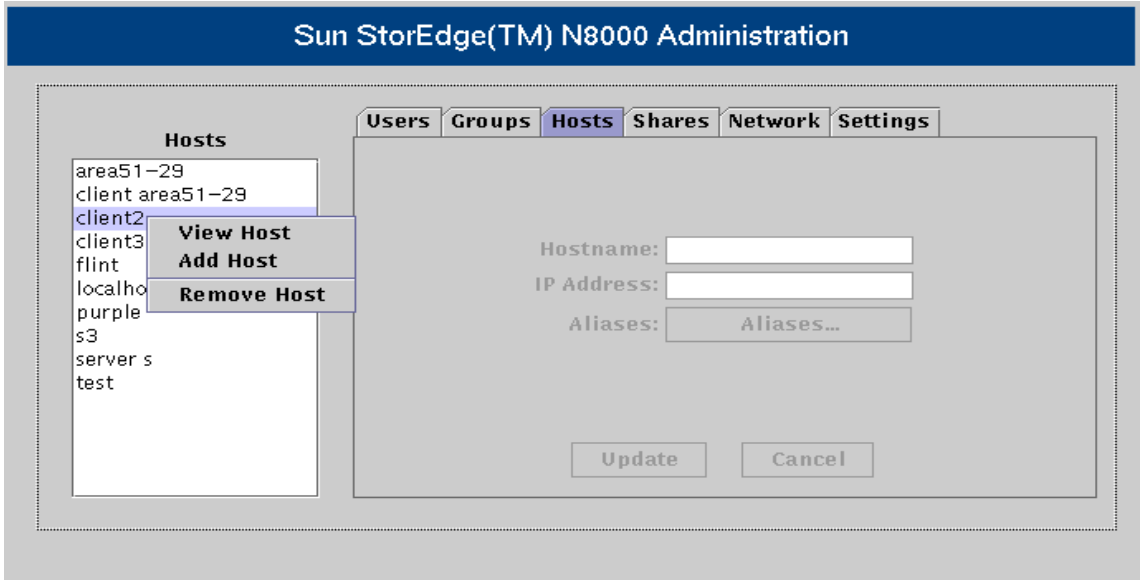 Sun StorEdge(TM) N8000 Administration
Hosts
area51-29
client area51-29
client2
client3
flint
localho
purple
s3
server s
test
View Host
Add Host
Remove Host
Users Groups Hosts Shares Network Settings
Hostname:
IP Address:
Aliases: Aliases...
Update Cancel